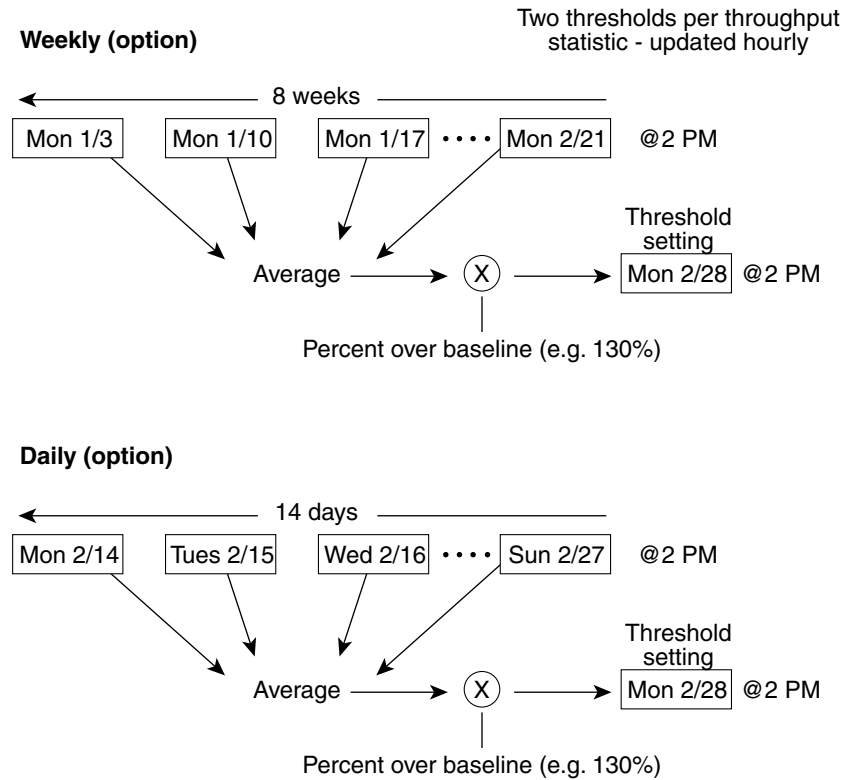 Weekly (option)
Two thresholds per throughput
statistic - updated hourly
8 weeks
Mon 1/3 Mon 1/10 Mon 1/17 •••• Mon 2/21 @2 PM
Threshold
setting
Average X Mon 2/28 @2 PM
Percent over baseline (e.g. 130%)
Daily (option)
14 days
Mon 2/14 Tues 2/15 Wed 2/16 •••• Sun 2/27 @2 PM
Threshold
setting
Average X Mon 2/28 @2 PM
Percent over baseline (e.g. 130%)